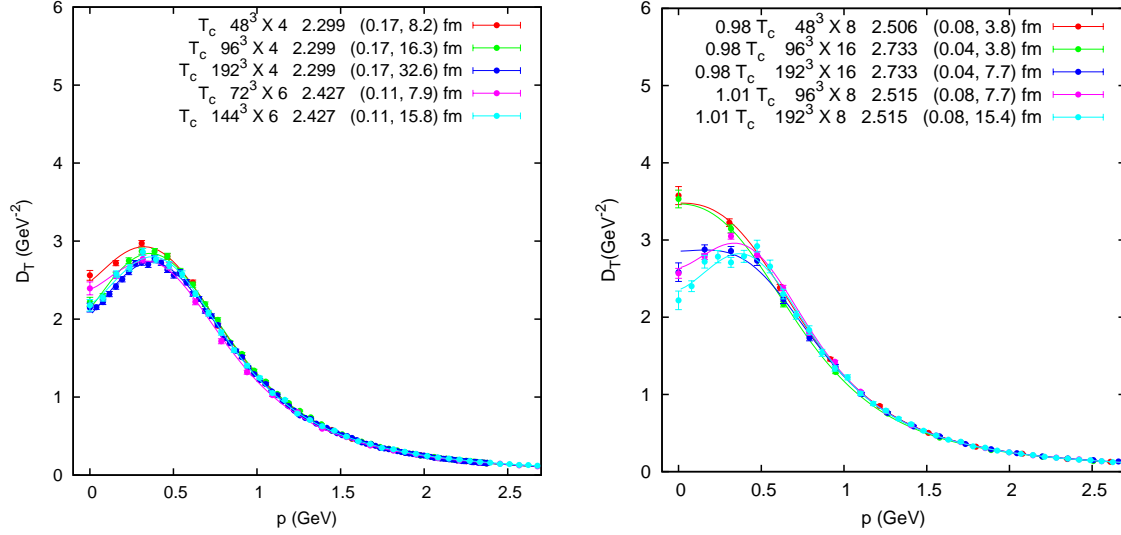 T_c 48^3 X 4 2.299 (0.17, 8.2) fm
T_c 96^3 X 4 2.299 (0.17, 16.3) fm
T_c 192^3 X 4 2.299 (0.17, 32.6) fm
T_c 72^3 X 6 2.427 (0.11, 7.9) fm
T_c 144^3 X 6 2.427 (0.11, 15.8) fm
6
5
4
3
2
1
0
D_T (GeV^-2)
0 0.5 1 1.5 2 2.5
p (GeV)
0.98 T_c 48^3 X 8 2.506 (0.08, 3.8) fm
0.98 T_c 96^3 X 16 2.733 (0.04, 3.8) fm
0.98 T_c 192^3 X 16 2.733 (0.04, 7.7) fm
1.01 T_c 96^3 X 8 2.515 (0.08, 7.7) fm
1.01 T_c 192^3 X 8 2.515 (0.08, 15.4) fm
6
5
4
3
2
1
0
D_T(GeV^-2)
0 0.5 1 1.5 2 2.5
p (GeV)